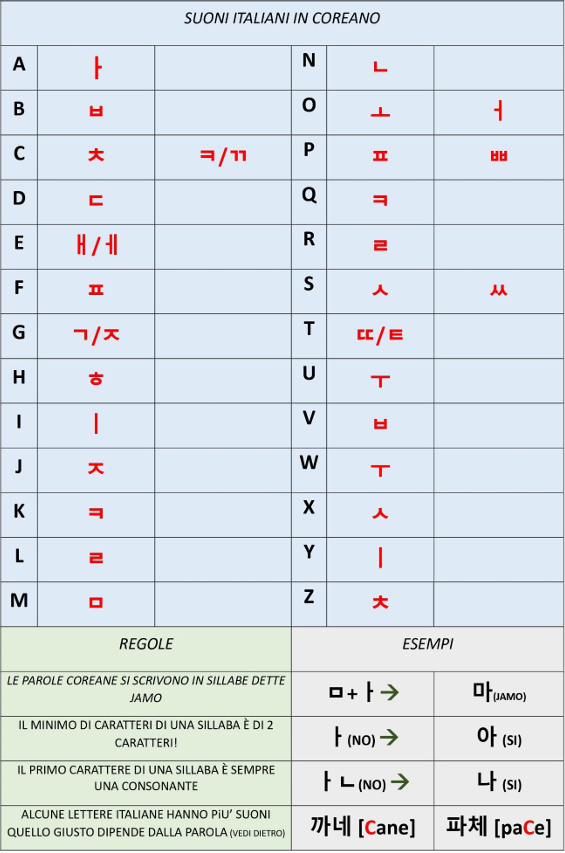 SUONI ITALIANI IN COREANO
A ㅏ N ㄴ
B ㅂ O ㅗ ㅓ
C ㅊ ㅋ/ㄲ P ㅍ ㅃ
D ㄷ Q ㅋ
E ㅐ/ㅔ R ㄹ
F ㅍ S ㅅ ㅆ
G ㄱ/ㅈ T ㄸ/ㅌ
H ㅎ U ㅜ
I ㅣ V ㅂ
J ㅈ W ㅜ
K ㅋ X ㅅ
L ㄹ Y ㅣ
M ㅁ Z ㅊ
REGOLE ESEMPI
LE PAROLE COREANE SI SCRIVONO IN SILLABE DETTE
JAMO
ㅁ+ㅏ→ 마(JAMO)
IL MINIMO DI CARATTERI DI UNA SILLABA È DI 2
CARATTERI!
ㅏ(NO)→ 아 (SI)
IL PRIMO CARATTERE DI UNA SILLABA È SEMPRE
UNA CONSONANTE
ㅏㄴ(NO)→ 나 (SI)
ALCUNE LETTERE ITALIANE HANNO PiU’ SUONI
QUELLO GIUSTO DIPENDE DALLA PAROLA (VEDI DIETRO)
까네 [Cane] 파체 [paCe]